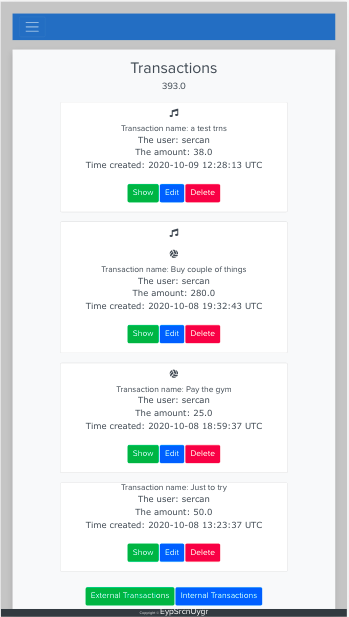 Transactions
393.0
Transaction name: a test trns
The user: sercan
The amount: 38.0
Time created: 2020-10-09 12:28:13 UTC
Show Edit Delete
Transaction name: Buy couple of things
The user: sercan
The amount: 280.0
Time created: 2020-10-08 19:32:43 UTC
Show Edit Delete
Transaction name: Pay the gym
The user: sercan
The amount: 25.0
Time created: 2020-10-08 18:59:37 UTC
Show Edit Delete
Transaction name: Just to try
The user: sercan
The amount: 50.0
Time created: 2020-10-08 13:23:37 UTC
Show Edit Delete
External Transactions Internal Transactions
Copyright © EypSrcnUygr